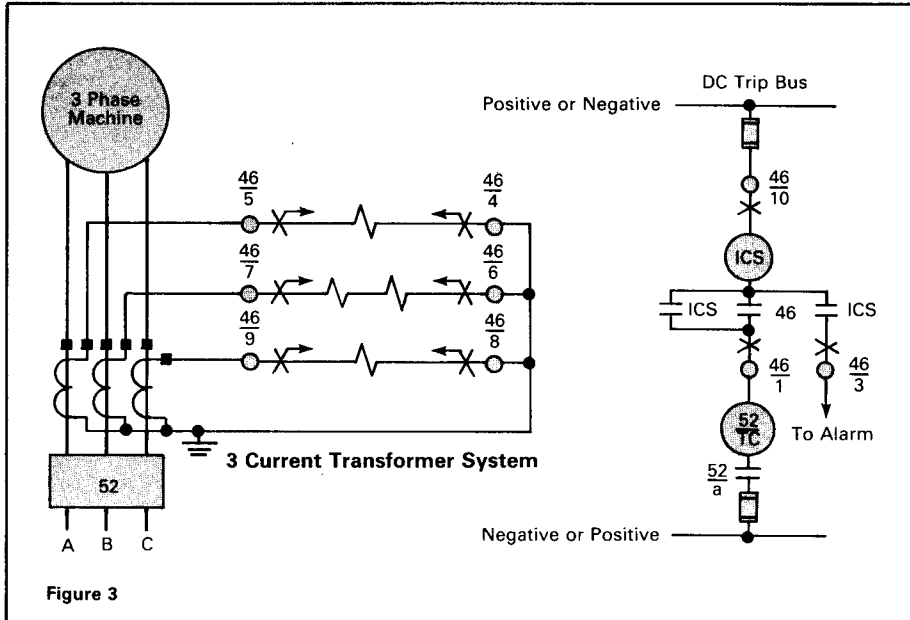 3 Phase
Machine
46
5
46
4
46
7
46
6
46
9
46
8
3 Current Transformer System
52
A B C
Figure 3
DC Trip Bus
Positive or Negative
46
10
ICS
ICS 46 ICS
46
1
46
3
52
TC
To Alarm
52
a
Negative or Positive